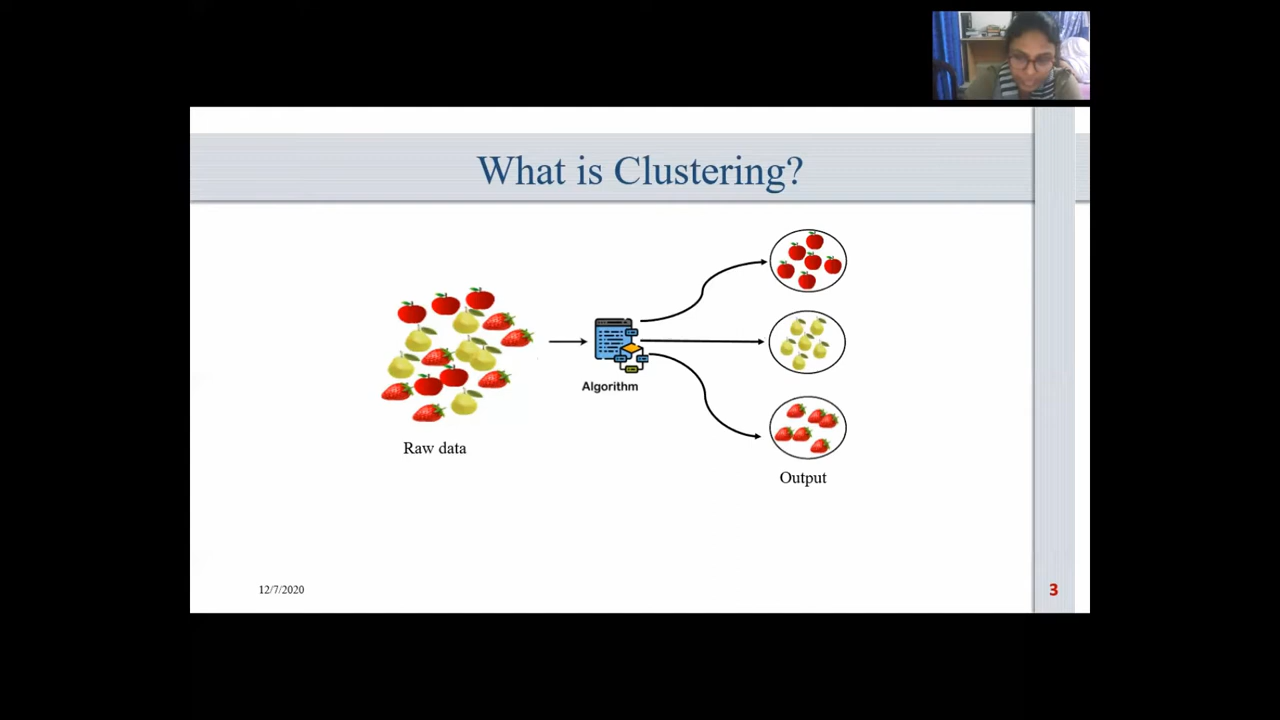 What is Clustering?
Algorithm
Raw data
Output
12/7/2020
3